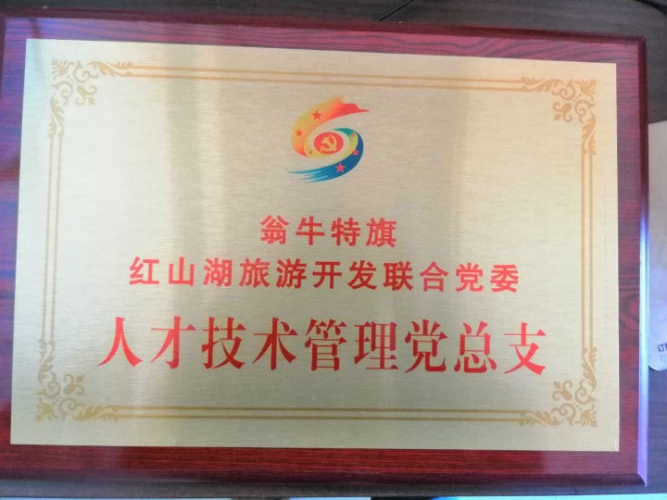 翁牛特旗
红山湖旅游开发联合党委
人才技术管理党总支